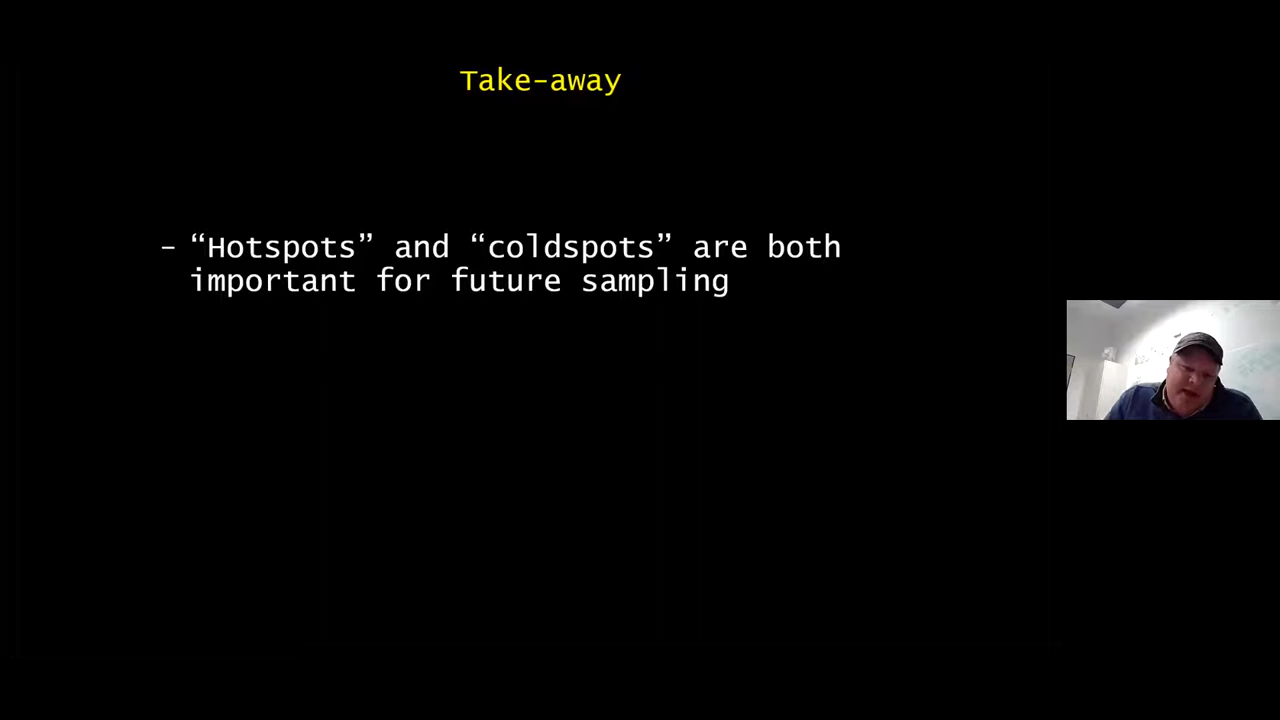 Take-away
– “Hotspots” and “coldspots” are both
important for future sampling